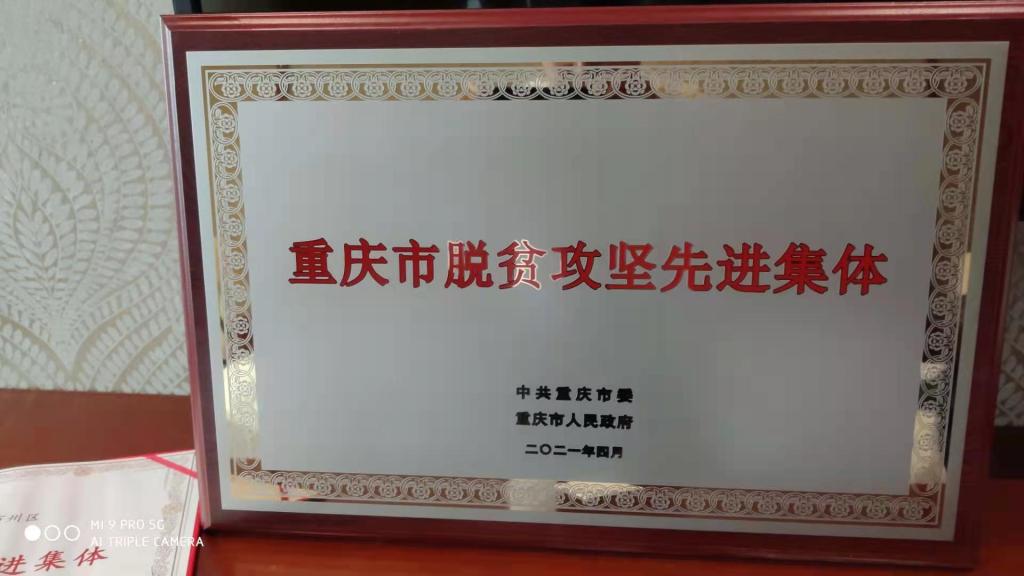 重庆市脱贫攻坚先进集体
中共重庆市委
重庆市人民政府
二〇二一年四月
州区
进集体
MI 9 PRO 5G
AI TRIPLE CAMERA